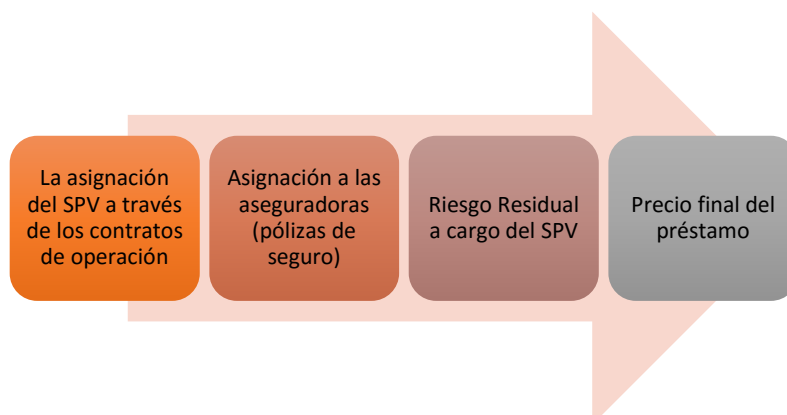 La asignación
del SPV a través
de los contratos
de operación
Asignación a las
aseguradoras
(pólizas de
seguro)
Riesgo Residual
a cargo del SPV
Precio final del
préstamo